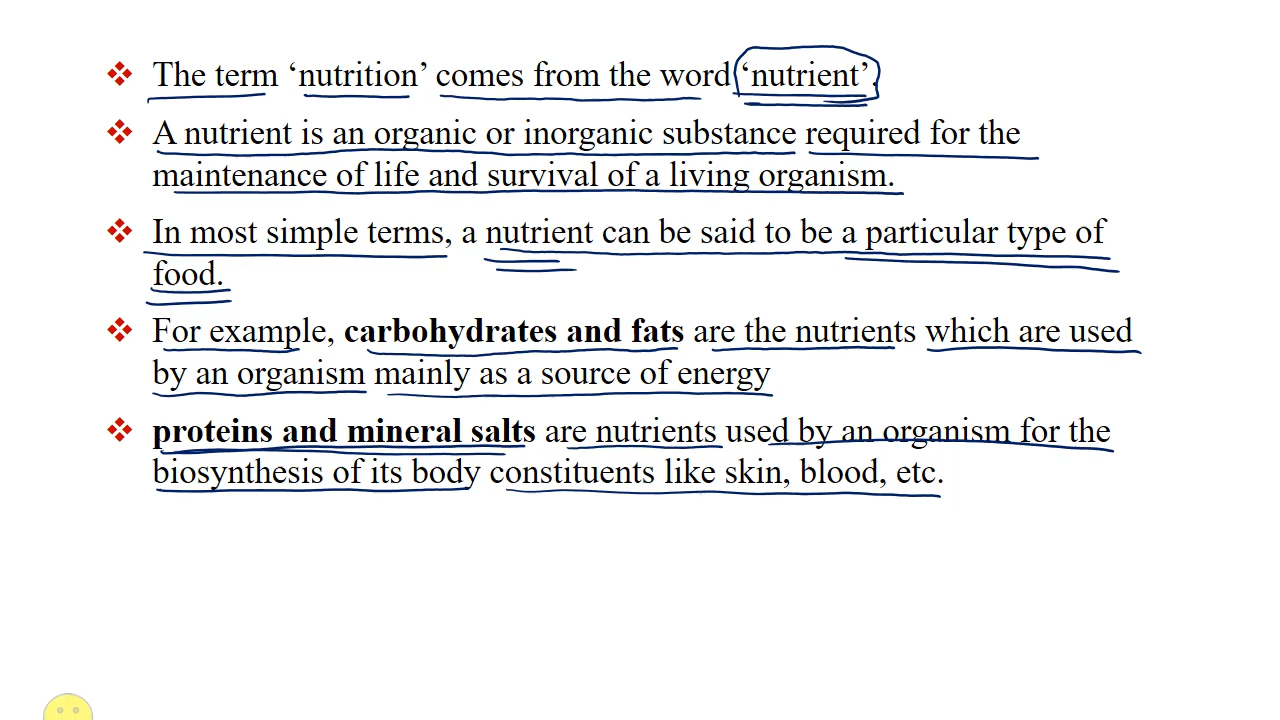 ❖ The term ‘nutrition’ comes from the word ‘nutrient’.
❖ A nutrient is an organic or inorganic substance required for the
maintenance of life and survival of a living organism.
❖ In most simple terms, a nutrient can be said to be a particular type of
food.
❖ For example, carbohydrates and fats are the nutrients which are used
by an organism mainly as a source of energy
❖ proteins and mineral salts are nutrients used by an organism for the
biosynthesis of its body constituents like skin, blood, etc.